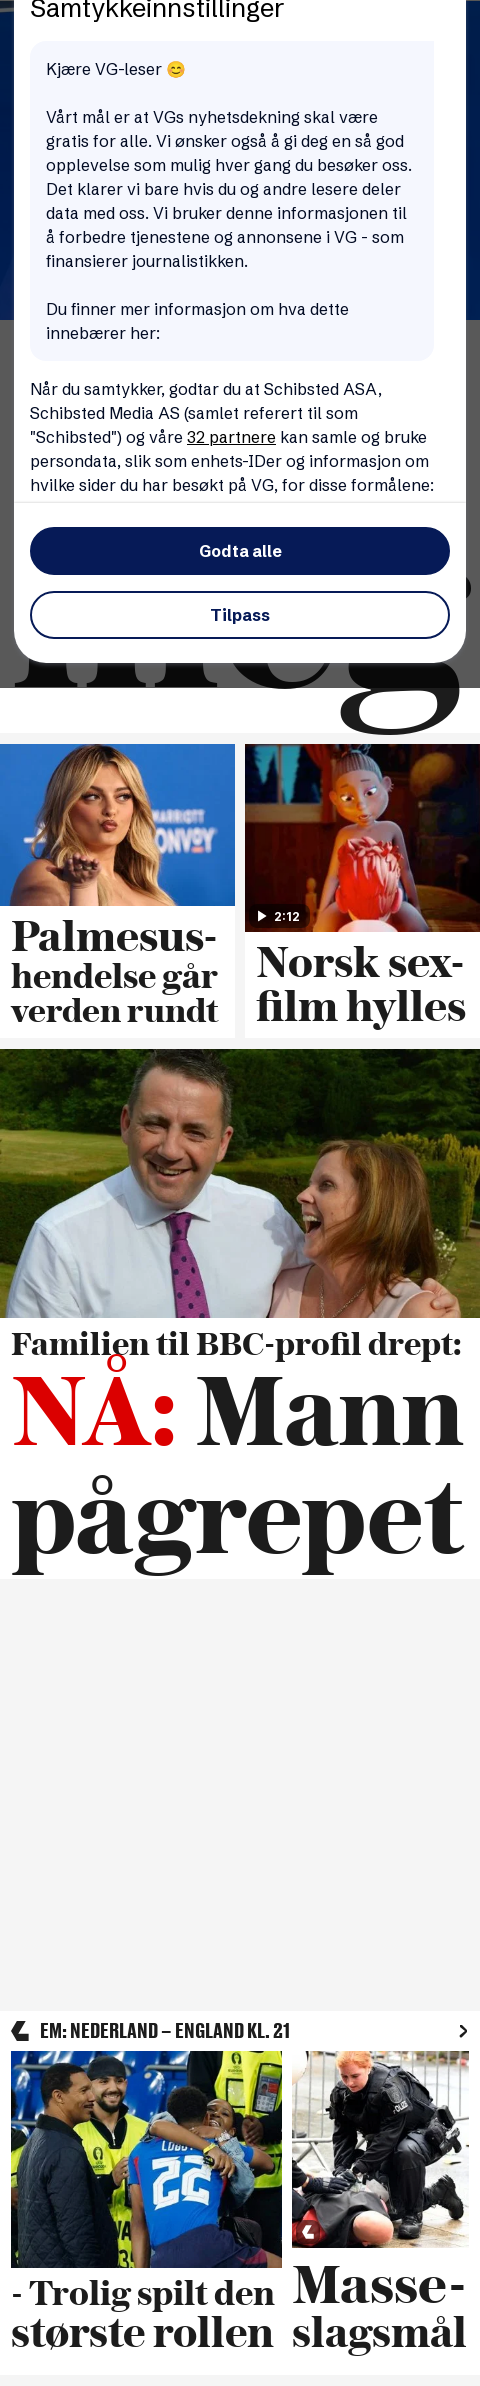 Samtykkeinnstillinger
Kjære VG-leser 😊
Vårt mål er at VGs nyhetsdekning skal være
gratis for alle. Vi ønsker også å gi deg en så god
opplevelse som mulig hver gang du besøker oss.
Det klarer vi bare hvis du og andre lesere deler
data med oss. Vi bruker denne informasjonen til
å forbedre tjenestene og annonsene i VG - som
finansierer journalistikken.
Du finner mer informasjon om hva dette
innebærer her:
Når du samtykker, godtar du at Schibsted ASA,
Schibsted Media AS (samlet referert til som
"Schibsted") og våre 32 partnere kan samle og bruke
persondata, slik som enhets-IDer og informasjon om
hvilke sider du har besøkt på VG, for disse formålene:
Godta alle
Tilpass
MARRIOTT
ONVOY
2:12
Palmesus-
hendelse går
verden rundt
Norsk sex-
film hylles
Familien til BBC-profil drept:
NÅ: Mann
pågrepet
EM: NEDERLAND – ENGLAND KL. 21
22
- Trolig spilt den
største rollen
Masse-
slagsmål